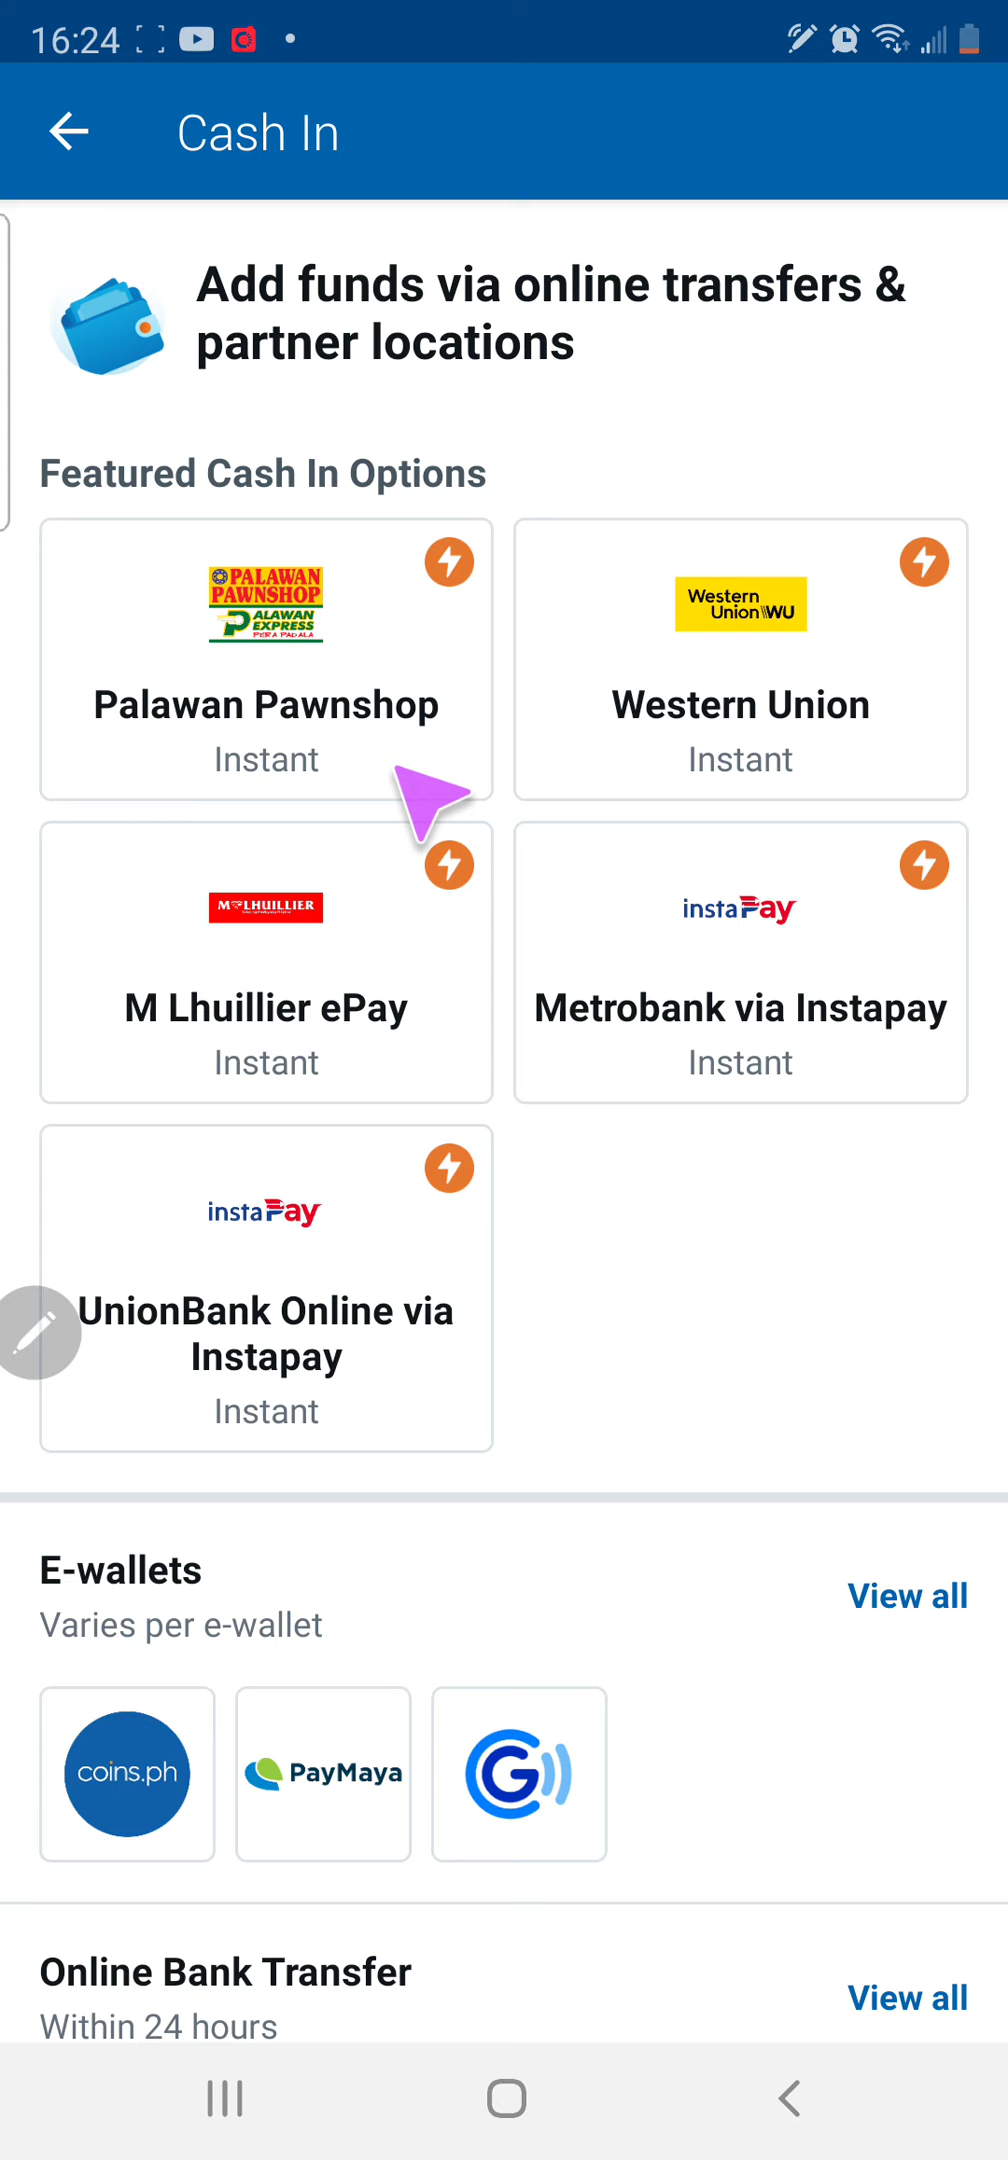 16:24
Cash In
Add funds via online transfers &
partner locations
Featured Cash In Options
PALAWAN
PAWNSHOP
PALAWAN
EXPRESS
PERA PADALA
Palawan Pawnshop
Instant
Western
Union WU
Western Union
Instant
M LHUILLIER
M Lhuillier ePay
Instant
instaPay
Metrobank via Instapay
Instant
instaPay
UnionBank Online via
Instapay
Instant
E-wallets
Varies per e-wallet
View all
coins.ph
PayMaya
G
Online Bank Transfer
Within 24 hours
View all